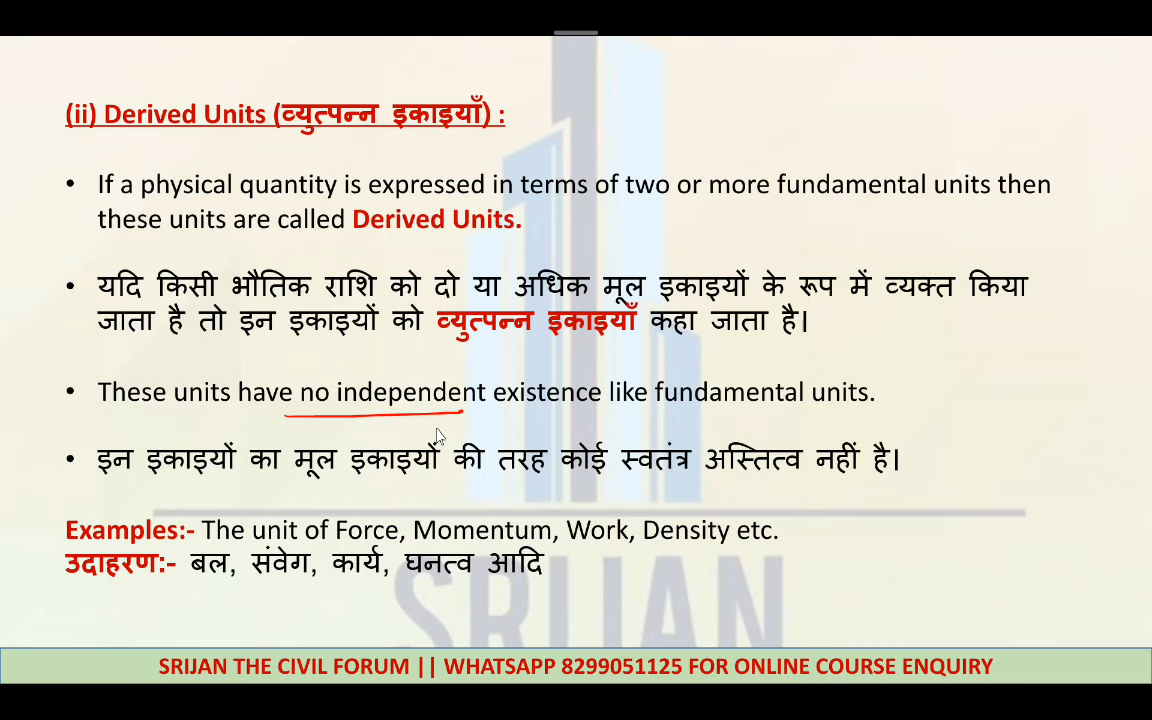 (ii) Derived Units (व्युत्पन्न इकाइयाँ) :
• If a physical quantity is expressed in terms of two or more fundamental units then
these units are called Derived Units.
• यदि किसी भौतिक राशि को दो या अधिक मूल इकाइयों के रूप में व्यक्त किया
जाता है तो इन इकाइयों को व्युत्पन्न इकाइयाँ कहा जाता है।
• These units have no independent existence like fundamental units.
• इन इकाइयों का मूल इकाइयों की तरह कोई स्वतंत्र अस्तित्व नहीं है।
Examples:- The unit of Force, Momentum, Work, Density etc.
उदाहरण:- बल, संवेग, कार्य, घनत्व आदि
SRIJAN
SRIJAN THE CIVIL FORUM || WHATSAPP 8299051125 FOR ONLINE COURSE ENQUIRY